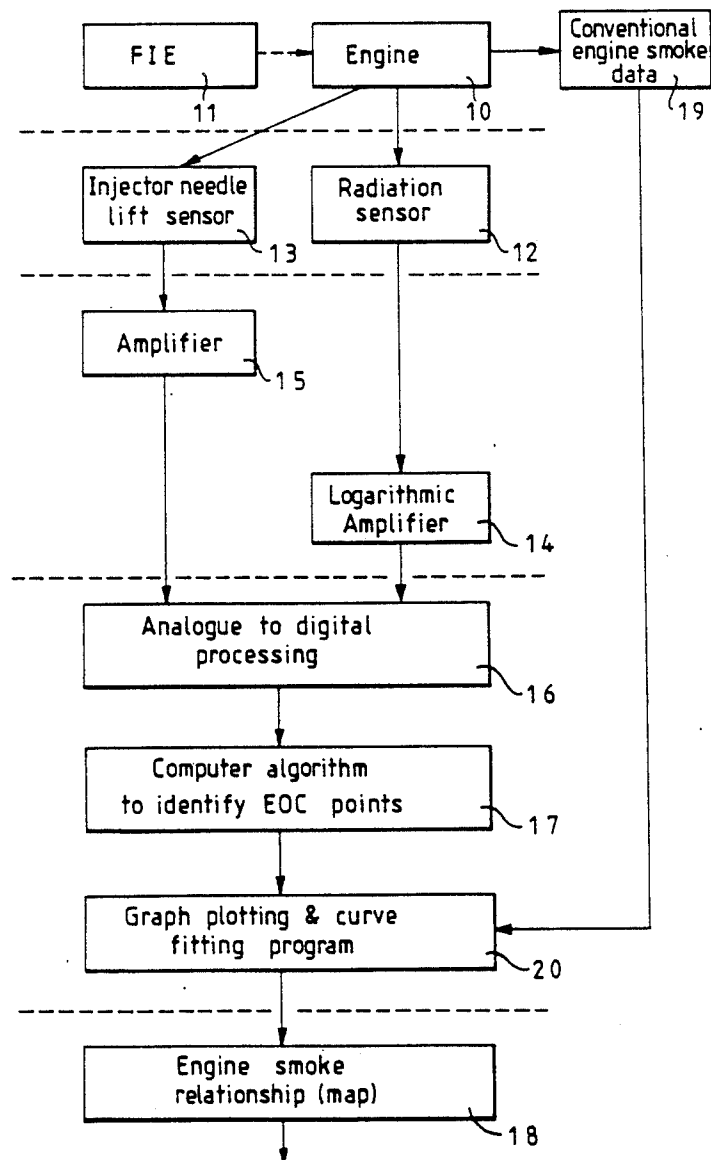 FIE
11
Engine
10
Conventional
engine smoke
data
19
Injector needle
lift sensor
13
Radiation
sensor
12
Amplifier
15
Logarithmic
Amplifier
14
Analogue to digital
processing
16
Computer algorithm
to identify EOC points
17
Graph plotting & curve
fitting program
20
Engine smoke
relationship (map)
18